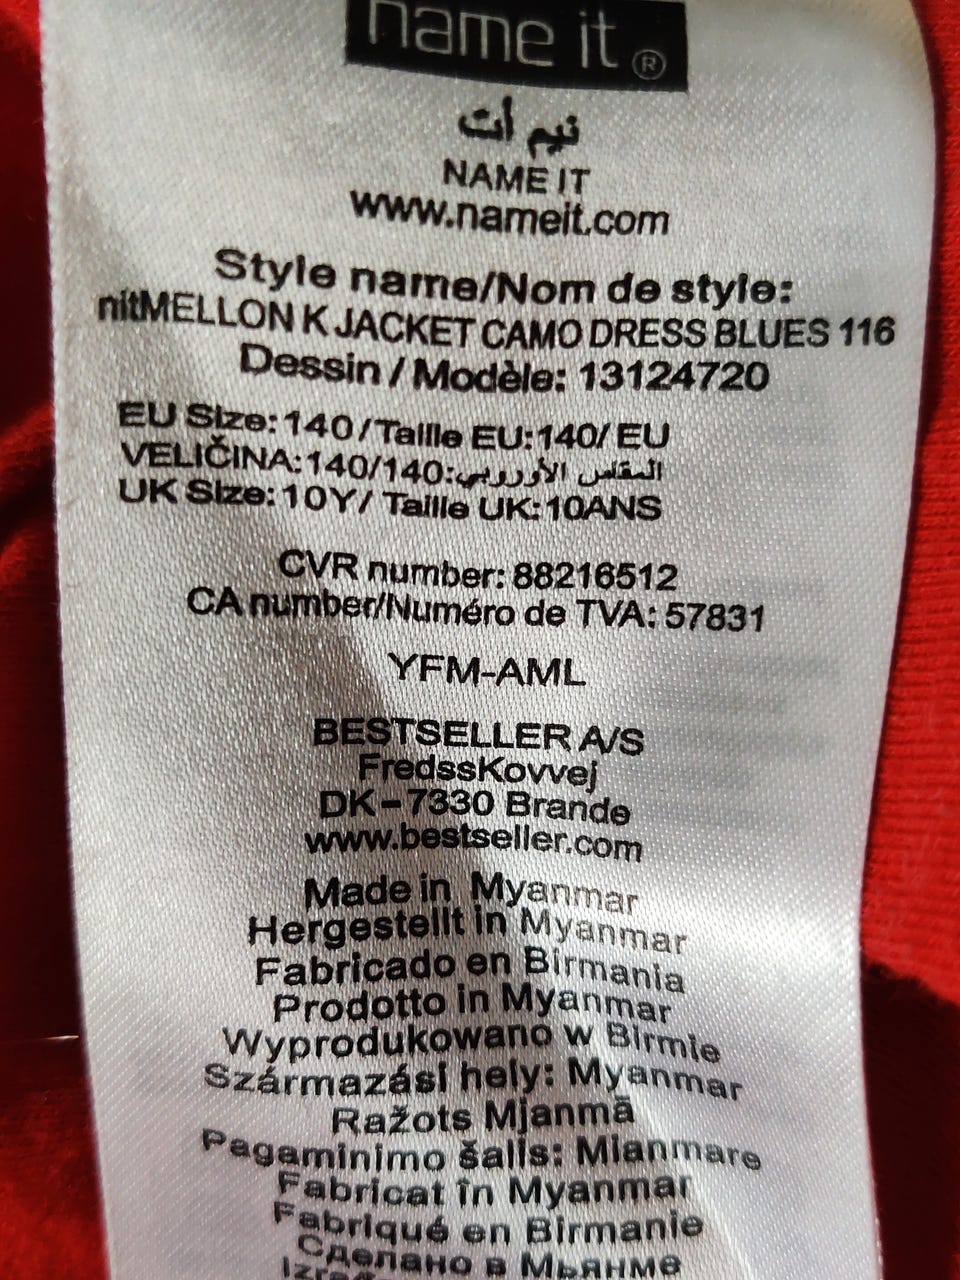 name it ®
نيم ات
NAME IT
www.nameit.com
Style name/Nom de style:
nitMELLON K JACKET CAMO DRESS BLUES 116
Dessin / Modèle: 13124720
EU Size: 140 / Taille EU: 140/ EU
VELIČINA: 140/140:المقاس الأوروبي
UK Size: 10Y/ Taille UK: 10ANS
CVR number: 88216512
CA number/Numéro de TVA: 57831
YFM-AML
BESTSELLER A/S
FredssKovvej
DK-7330 Brande
www.bestseller.com
Made in Myanmar
Hergestellt in Myanmar
Fabricado en Birmania
Prodotto in Myanmar
Wyprodukowano w Birmie
Származási hely: Myanmar
Ražots Mjanmā
Pagaminimo šalis: Mianmare
Fabricat în Myanmar
Fabriqué en Birmanie
Сделано в Мьянме